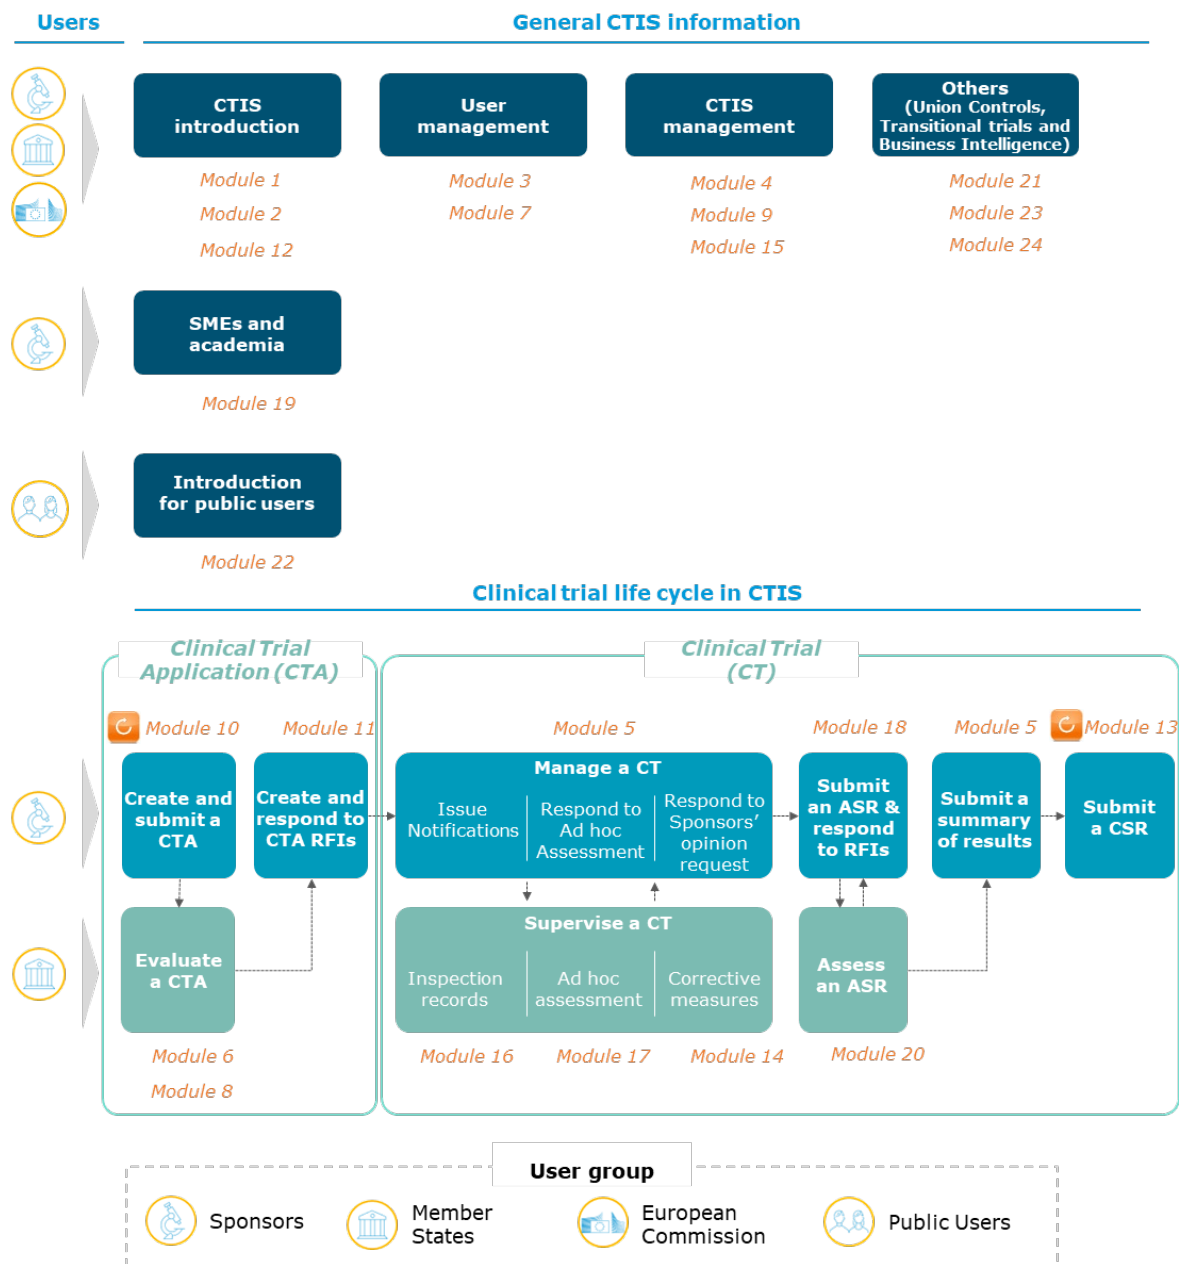 Users
General CTIS information
CTIS
introduction
User
management
CTIS
management
Others
(Union Controls,
Transitional trials and
Business Intelligence)
Module 1
Module 2
Module 12
Module 3
Module 7
Module 4
Module 9
Module 15
Module 21
Module 23
Module 24
SMEs and
academia
Module 19
Introduction
for public users
Module 22
Clinical trial life cycle in CTIS
Clinical Trial
Application (CTA)
Clinical Trial
(CT)
Module 10
Module 11
Module 5
Module 18
Module 5
Module 13
Create and
submit a
CTA
Create and
respond to
CTA RFIs
Manage a CT
Issue
Notifications
Respond to
Ad hoc
Assessment
Respond to
Sponsors'
opinion
request
Submit
an ASR &
respond
to RFIs
Submit a
summary
of results
Submit
a CSR
Evaluate
a CTA
Supervise a CT
Inspection
records
Ad hoc
assessment
Corrective
measures
Assess
an ASR
Module 6
Module 8
Module 16
Module 17
Module 14
Module 20
User group
Sponsors
Member
States
European
Commission
Public Users